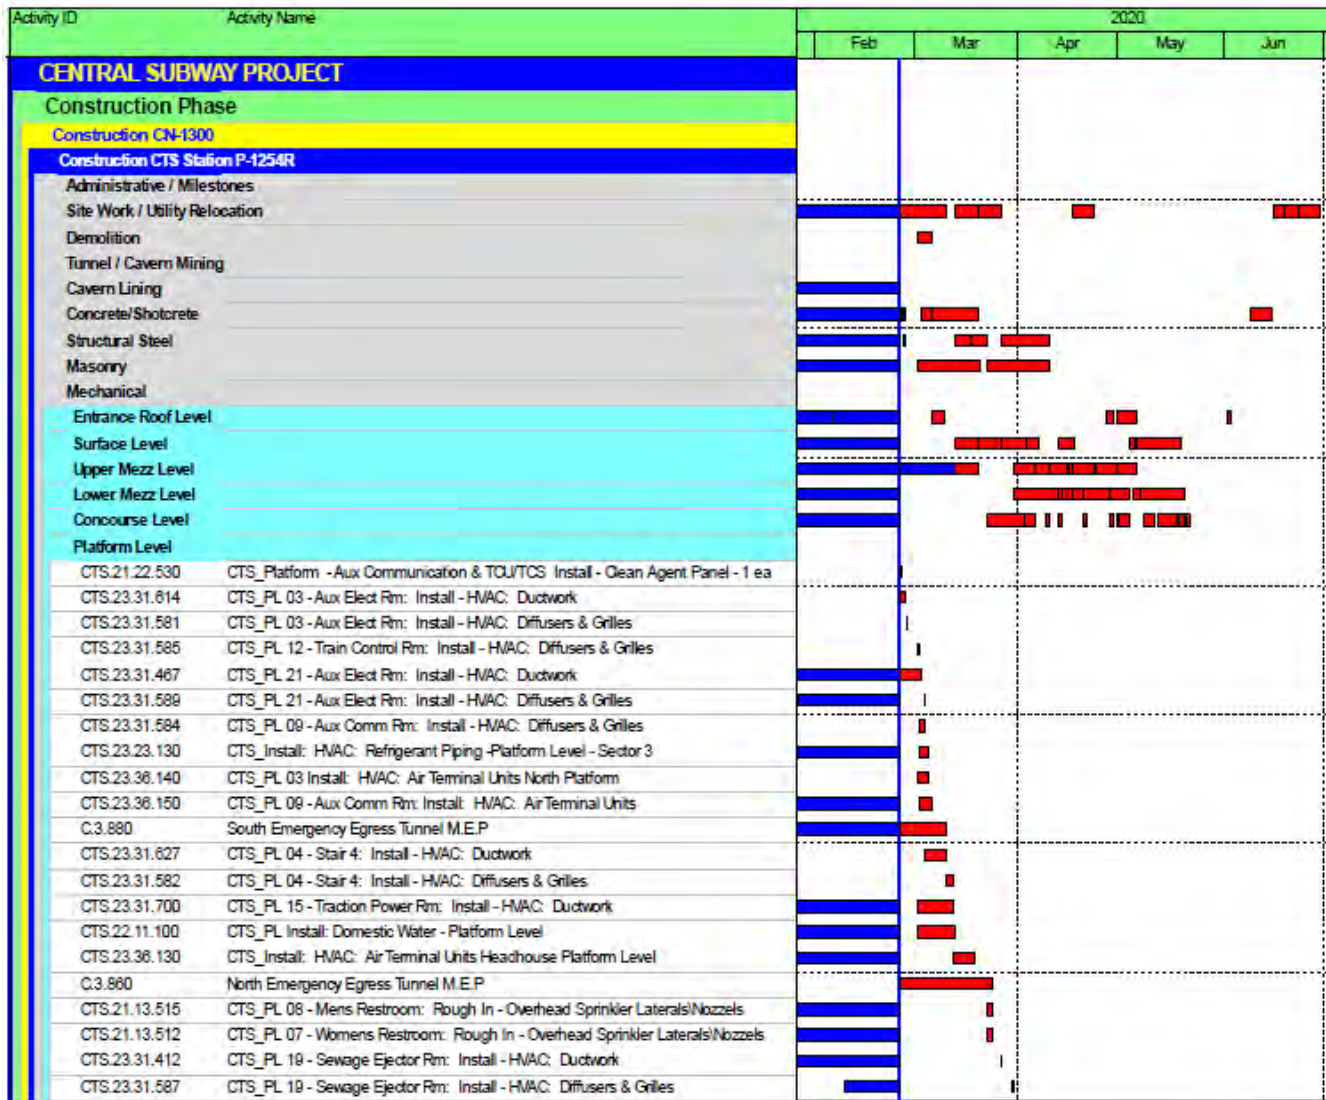 Activity ID Activity Name 2020
Feb Mar Apr May Jun
CENTRAL SUBWAY PROJECT
Construction Phase
Construction CN-1300
Construction CTS Station P-1254R
Administrative / Milestones
Site Work / Utility Relocation
Demolition
Tunnel / Cavern Mining
Cavern Lining
Concrete/Shotcrete
Structural Steel
Masonry
Mechanical
Entrance Roof Level
Surface Level
Upper Mezz Level
Lower Mezz Level
Concourse Level
Platform Level
CTS.21.22.530 CTS_Platform -Aux Communication & TCU/TCS Install - Clean Agent Panel - 1 ea
CTS.23.31.614 CTS_PL 03 - Aux Elect Rm: Install - HVAC: Ductwork
CTS.23.31.581 CTS_PL 03 - Aux Elect Rm: Install - HVAC: Diffusers & Grilles
CTS.23.31.585 CTS_PL 12 - Train Control Rm: Install - HVAC: Diffusers & Grilles
CTS.23.31.467 CTS_PL 21 - Aux Elect Rm: Install - HVAC: Ductwork
CTS.23.31.589 CTS_PL 21 - Aux Elect Rm: Install - HVAC: Diffusers & Grilles
CTS.23.31.584 CTS_PL 09 - Aux Comm Rm: Install - HVAC: Diffusers & Grilles
CTS.23.23.130 CTS_Install: HVAC: Refrigerant Piping -Platform Level - Sector 3
CTS.23.36.140 CTS_PL 03 Install: HVAC: Air Terminal Units North Platform
CTS.23.36.150 CTS_PL 09 - Aux Comm Rm: Install: HVAC: Air Terminal Units
C.3.880 South Emergency Egress Tunnel M.E.P
CTS.23.31.627 CTS_PL 04 - Stair 4: Install - HVAC: Ductwork
CTS.23.31.582 CTS_PL 04 - Stair 4: Install - HVAC: Diffusers & Grilles
CTS.23.31.700 CTS_PL 15 - Traction Power Rm: Install - HVAC: Ductwork
CTS.22.11.100 CTS_PL Install: Domestic Water - Platform Level
CTS.23.36.130 CTS_Install: HVAC: Air Terminal Units Headhouse Platform Level
C.3.860 North Emergency Egress Tunnel M.E.P
CTS.21.13.515 CTS_PL 08 - Mens Restroom: Rough In - Overhead Sprinkler Laterals\Nozzels
CTS.21.13.512 CTS_PL 07 - Womens Restroom: Rough In - Overhead Sprinkler Laterals\Nozzels
CTS.23.31.412 CTS_PL 19 - Sewage Ejector Rm: Install - HVAC: Ductwork
CTS.23.31.587 CTS_PL 19 - Sewage Ejector Rm: Install - HVAC: Diffusers & Grilles